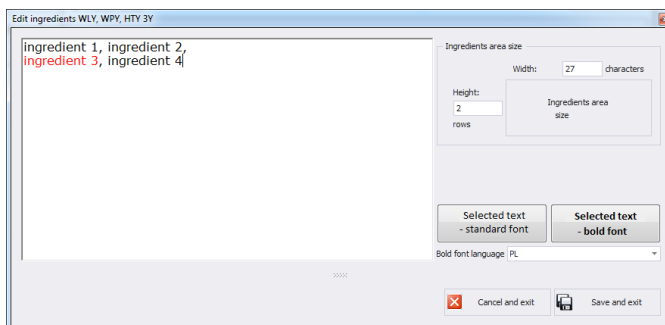 Edit ingredients WLY, WPY, HTY 3Y
ingredient 1, ingredient 2,
ingredient 3, ingredient 4
Ingredients area size
Width: 27 characters
Height:
2
rows
Ingredients area
size
Selected text
- standard font
Selected text
- bold font
Bold font language PL
Cancel and exit
Save and exit